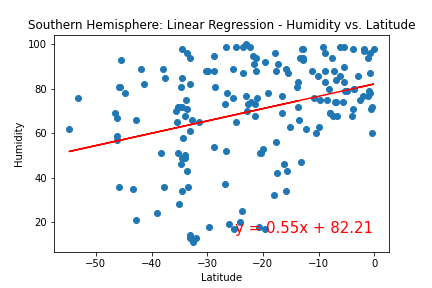 Southern Hemisphere: Linear Regression - Humidity vs. Latitude
100
80
60
40
20
Humidity
y = 0.55x + 82.21
−50
−40
−30
−20
−10
0
Latitude